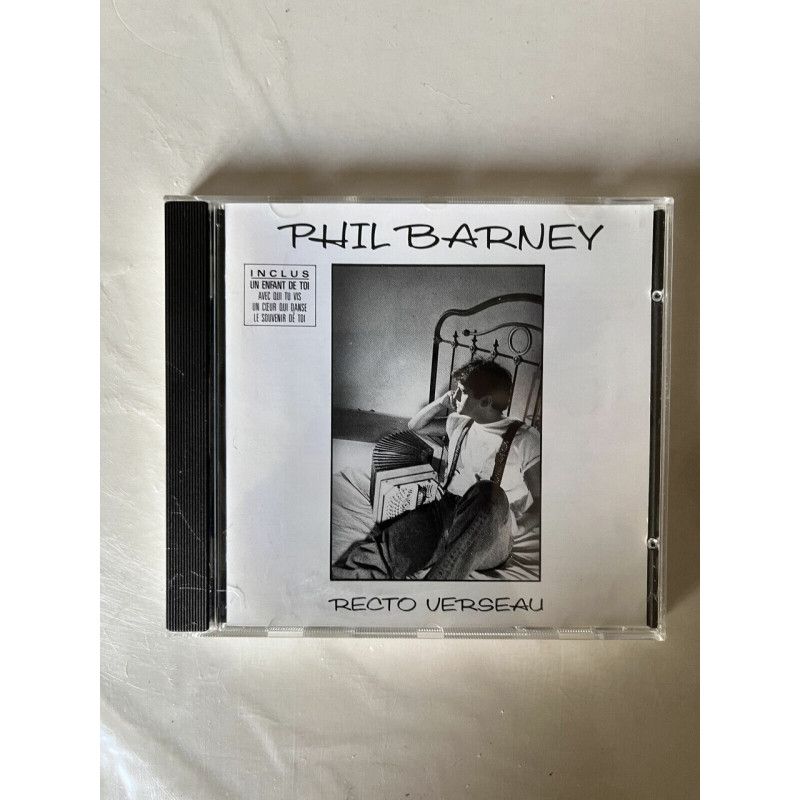 PHIL BARNEY
INCLUS
UN ENFANT DE TOI
AVEC QUI TU VIS
UN CŒUR QUI DANSE
LE SOUVENIR DE TOI
RECTO VERSEAU